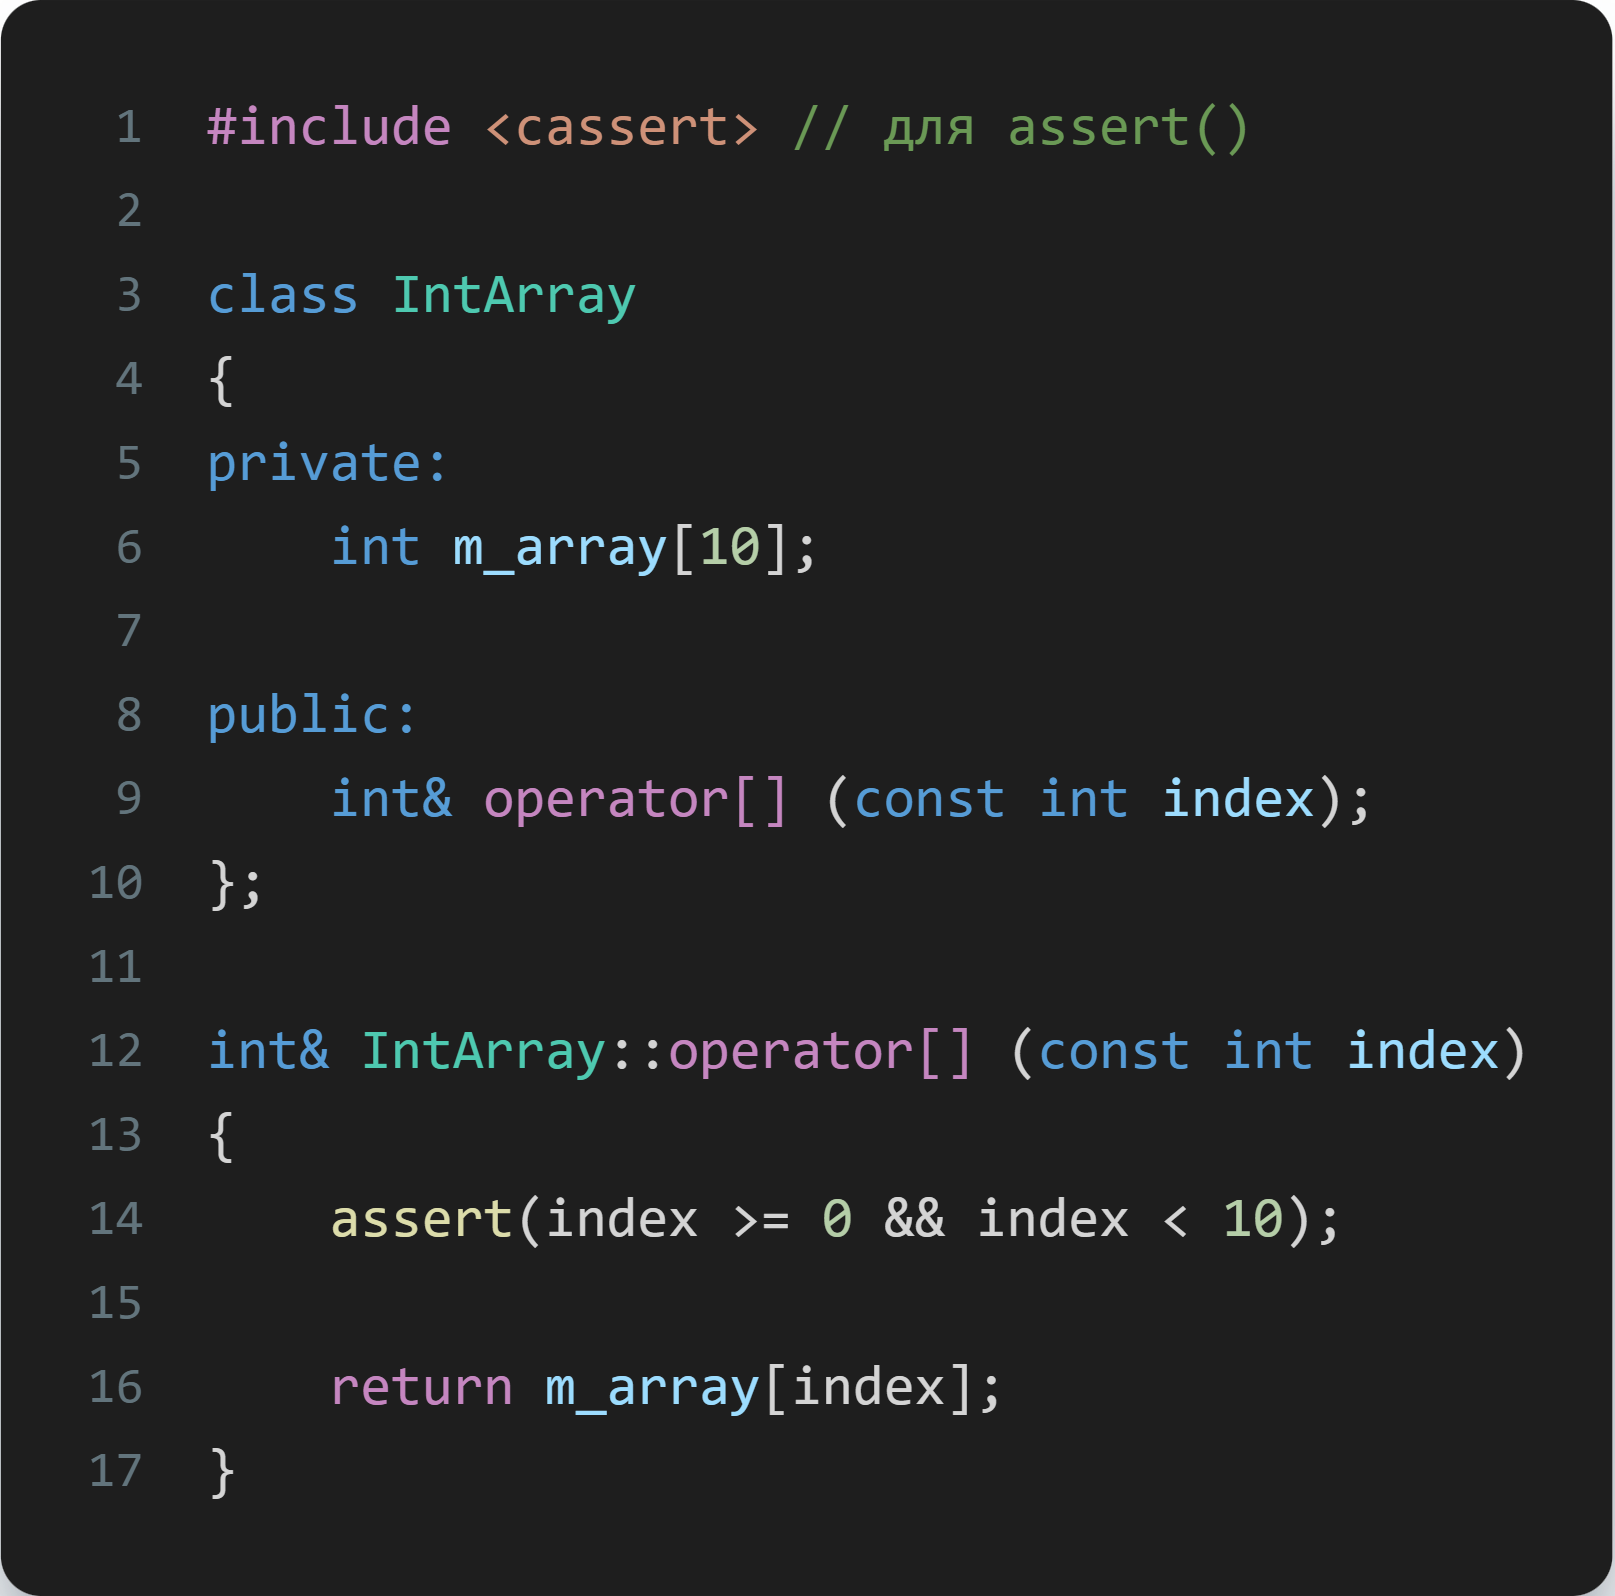 1 #include <cassert> // для assert()
2
3 class IntArray
4 {
5 private:
6     int m_array[10];
7
8 public:
9     int& operator[] (const int index);
10 };
11
12 int& IntArray::operator[] (const int index)
13 {
14     assert(index >= 0 && index < 10);
15
16     return m_array[index];
17 }